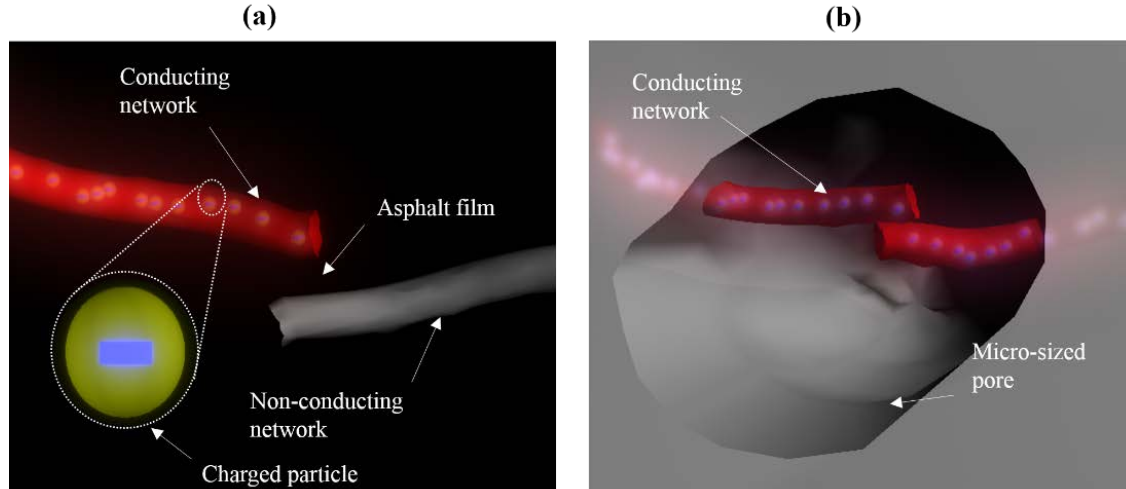 (a)
Conducting
network
Asphalt film
Non-conducting
network
Charged particle
(b)
Conducting
network
Micro-sized
pore